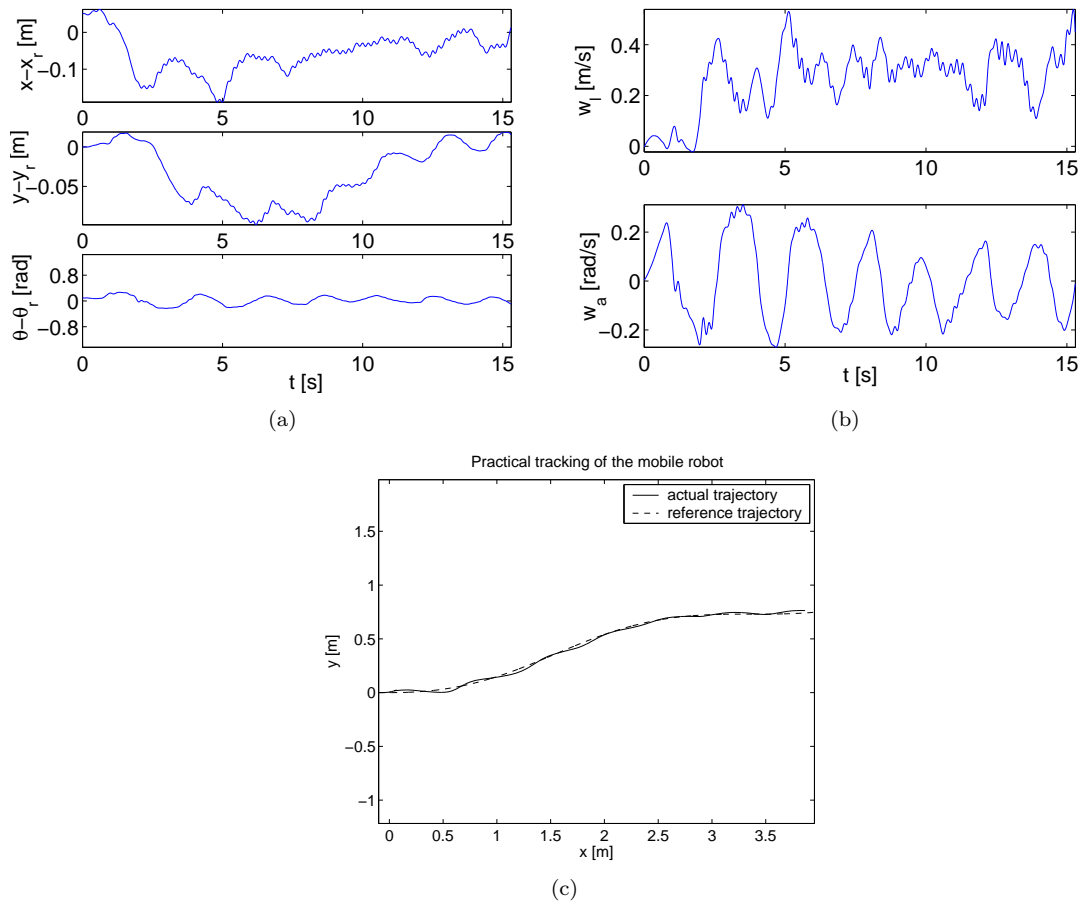 x−x_r [m]
0
−0.1
0 5 10 15
y−y_r [m]
0
−0.05
0 5 10 15
θ−θ_r [rad]
0.8
0
−0.8
0 5 10 15
t [s]
(a)
w_l [m/s]
0.4
0.2
0
0 5 10 15
w_a [rad/s]
0.2
0
−0.2
0 5 10 15
t [s]
(b)
Practical tracking of the mobile robot
actual trajectory
reference trajectory
y [m]
1.5
1
0.5
0
−0.5
−1
0 0.5 1 1.5 2 2.5 3 3.5
x [m]
(c)